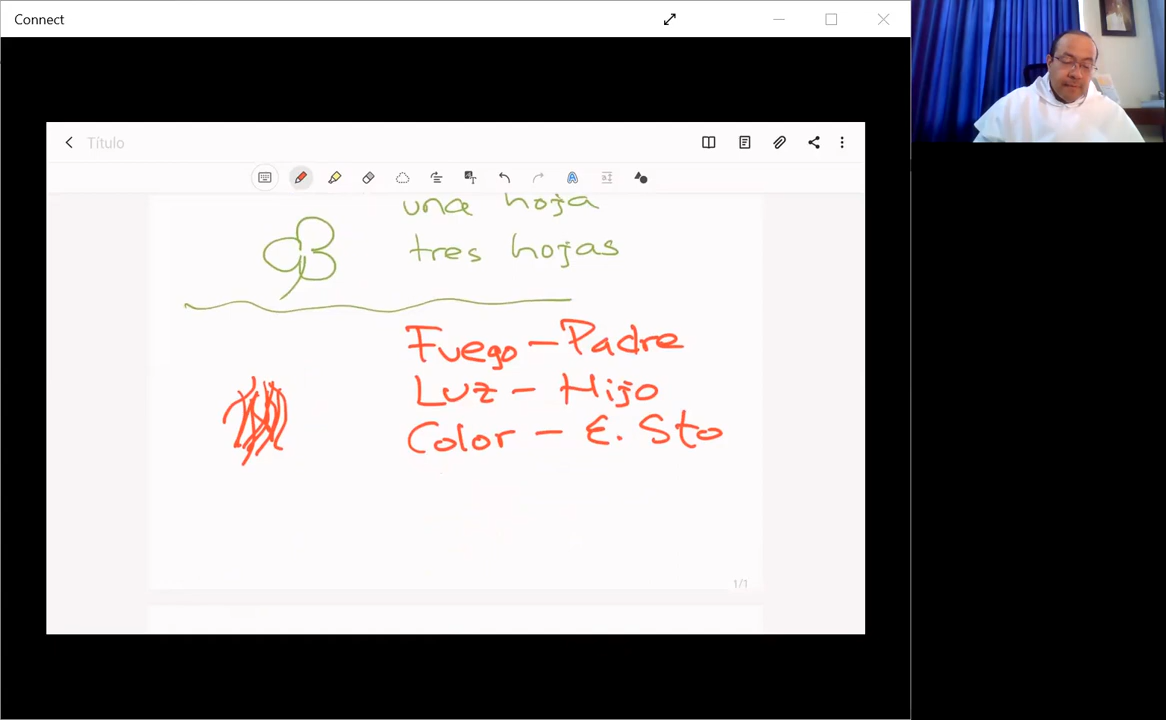 Connect
Título
una hoja
tres hojas
Fuego - Padre
Luz - Hijo
Color - E. Sto
1/1